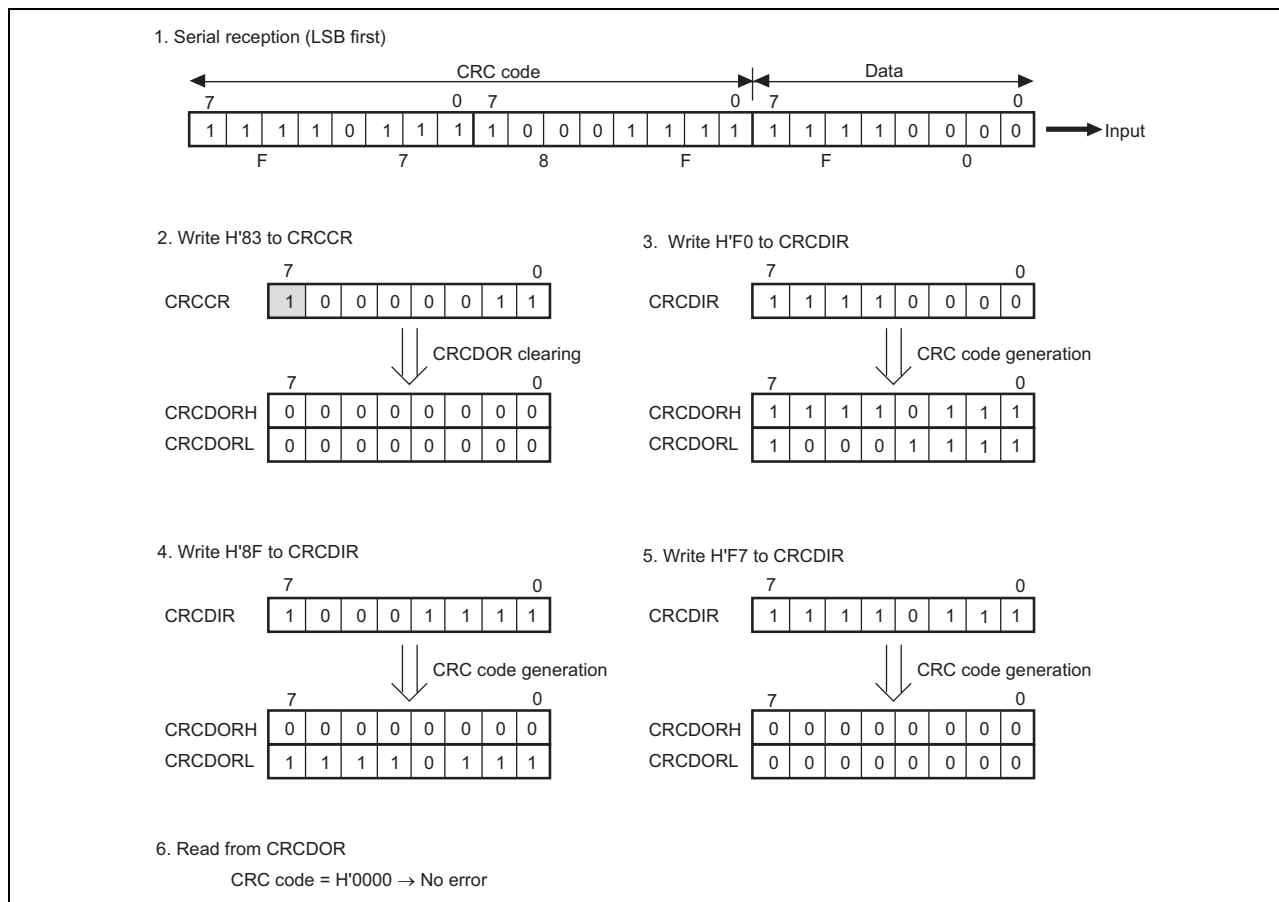 1. Serial reception (LSB first)
CRC code Data
7 0 7 0 7 0
1 1 1 1 0 1 1 1 1 0 0 0 1 1 1 1 1 1 1 1 0 0 0 0 Input
F 7 8 F F 0
2. Write H'83 to CRCCR
7 0
CRCCR 1 0 0 0 0 0 1 1
CRCDOR clearing
7 0
CRCDORH 0 0 0 0 0 0 0 0
CRCDORL 0 0 0 0 0 0 0 0
3. Write H'F0 to CRCDIR
7 0
CRCDIR 1 1 1 1 0 0 0 0
CRC code generation
7 0
CRCDORH 1 1 1 1 0 1 1 1
CRCDORL 1 0 0 0 1 1 1 1
4. Write H'8F to CRCDIR
7 0
CRCDIR 1 0 0 0 1 1 1 1
CRC code generation
7 0
CRCDORH 0 0 0 0 0 0 0 0
CRCDORL 1 1 1 1 0 1 1 1
5. Write H'F7 to CRCDIR
7 0
CRCDIR 1 1 1 1 0 1 1 1
CRC code generation
7 0
CRCDORH 0 0 0 0 0 0 0 0
CRCDORL 0 0 0 0 0 0 0 0
6. Read from CRCDOR
CRC code = H'0000 → No error